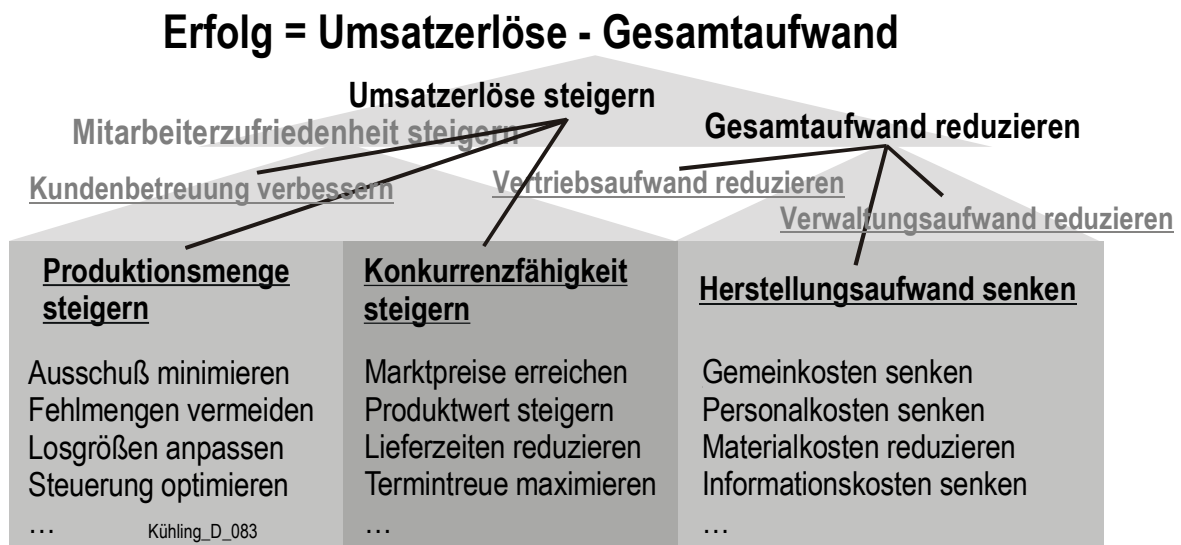 Erfolg = Umsatzerlöse - Gesamtaufwand
Umsatzerlöse steigern
Mitarbeiterzufriedenheit steigern
Gesamtaufwand reduzieren
Kundenbetreuung verbessern
Vertriebsaufwand reduzieren
Verwaltungsaufwand reduzieren
Produktionsmenge
steigern
Ausschuß minimieren
Fehlmengen vermeiden
Losgrößen anpassen
Steuerung optimieren
…
Kühling_D_083
Konkurrenzfähigkeit
steigern
Marktpreise erreichen
Produktwert steigern
Lieferzeiten reduzieren
Termintreue maximieren
…
Herstellungsaufwand senken
Gemeinkosten senken
Personalkosten senken
Materialkosten reduzieren
Informationskosten senken
…